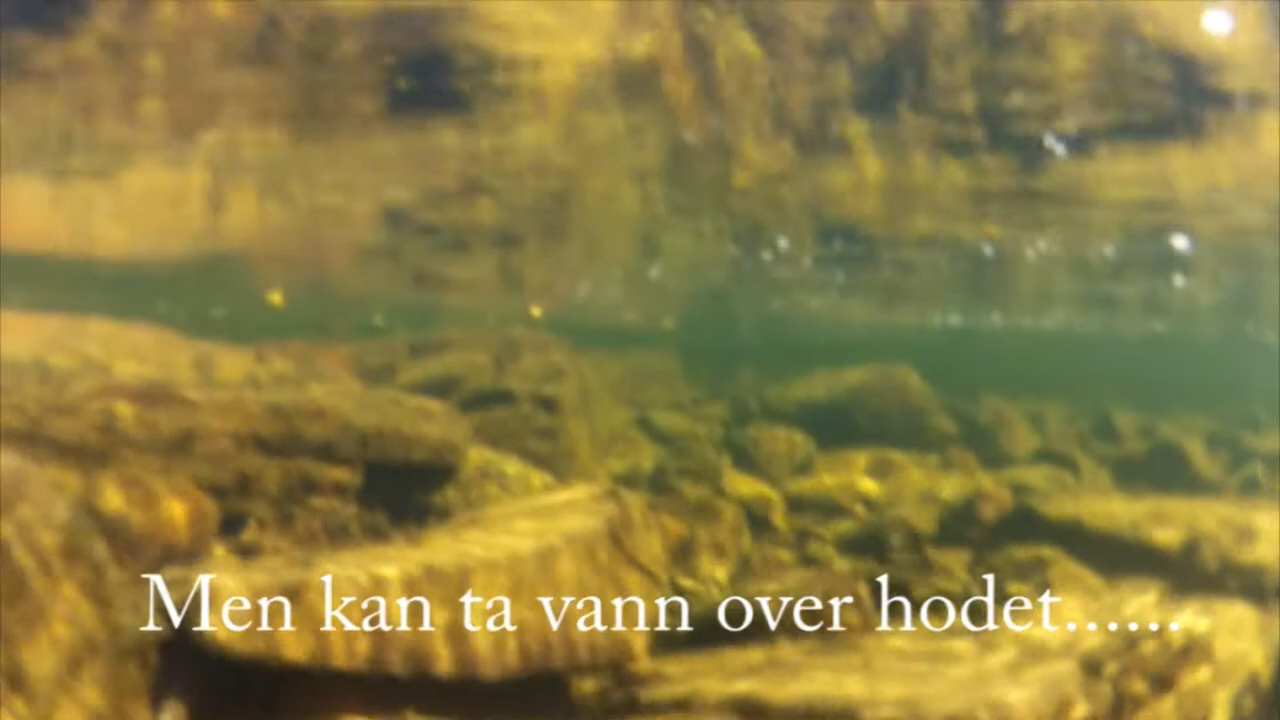 Men kan ta vann over hodet......